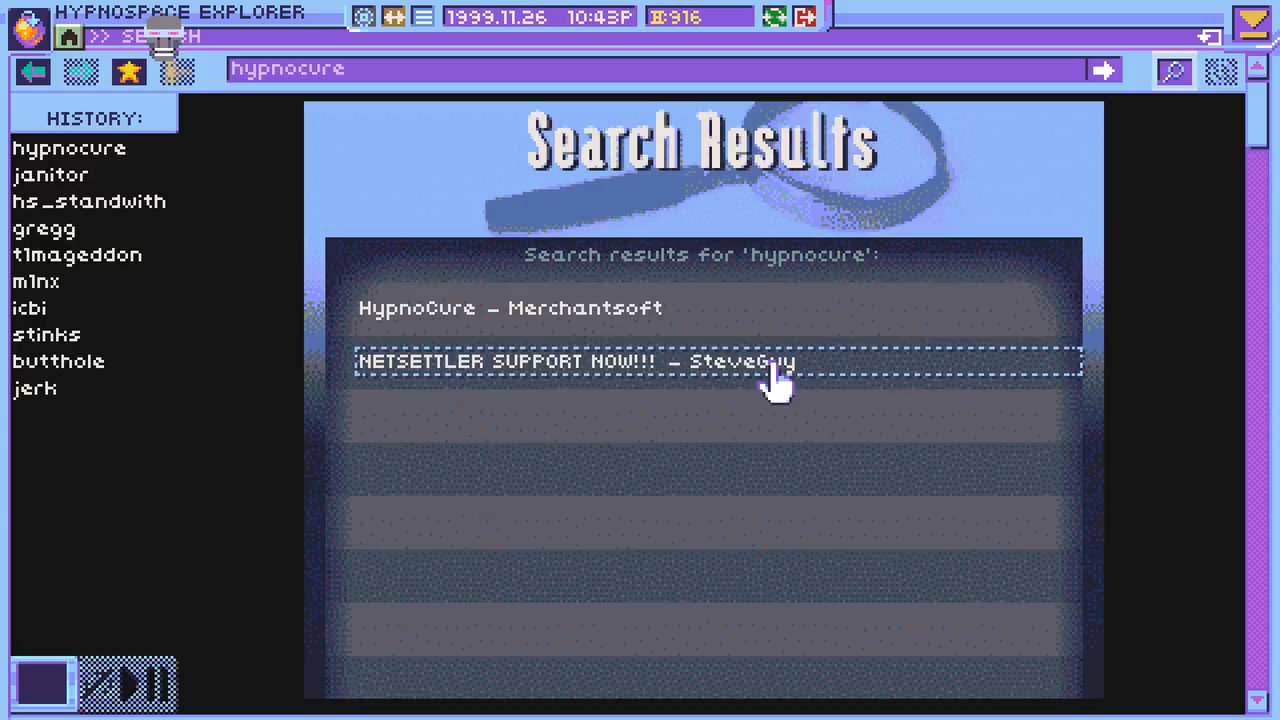 HYPNOSPACE EXPLORER
1999.11.26 10:43P
916
>>
hypnocure
HISTORY:
hypnocure
janitor
hs_standwith
gregg
t1mageddon
m1nx
icbi
stinks
butthole
jerk
Search Results
Search results for 'hypnocure':
HypnoCure - Merchantsoft
NETSETTLER SUPPORT NOW!!! - SteveGuy